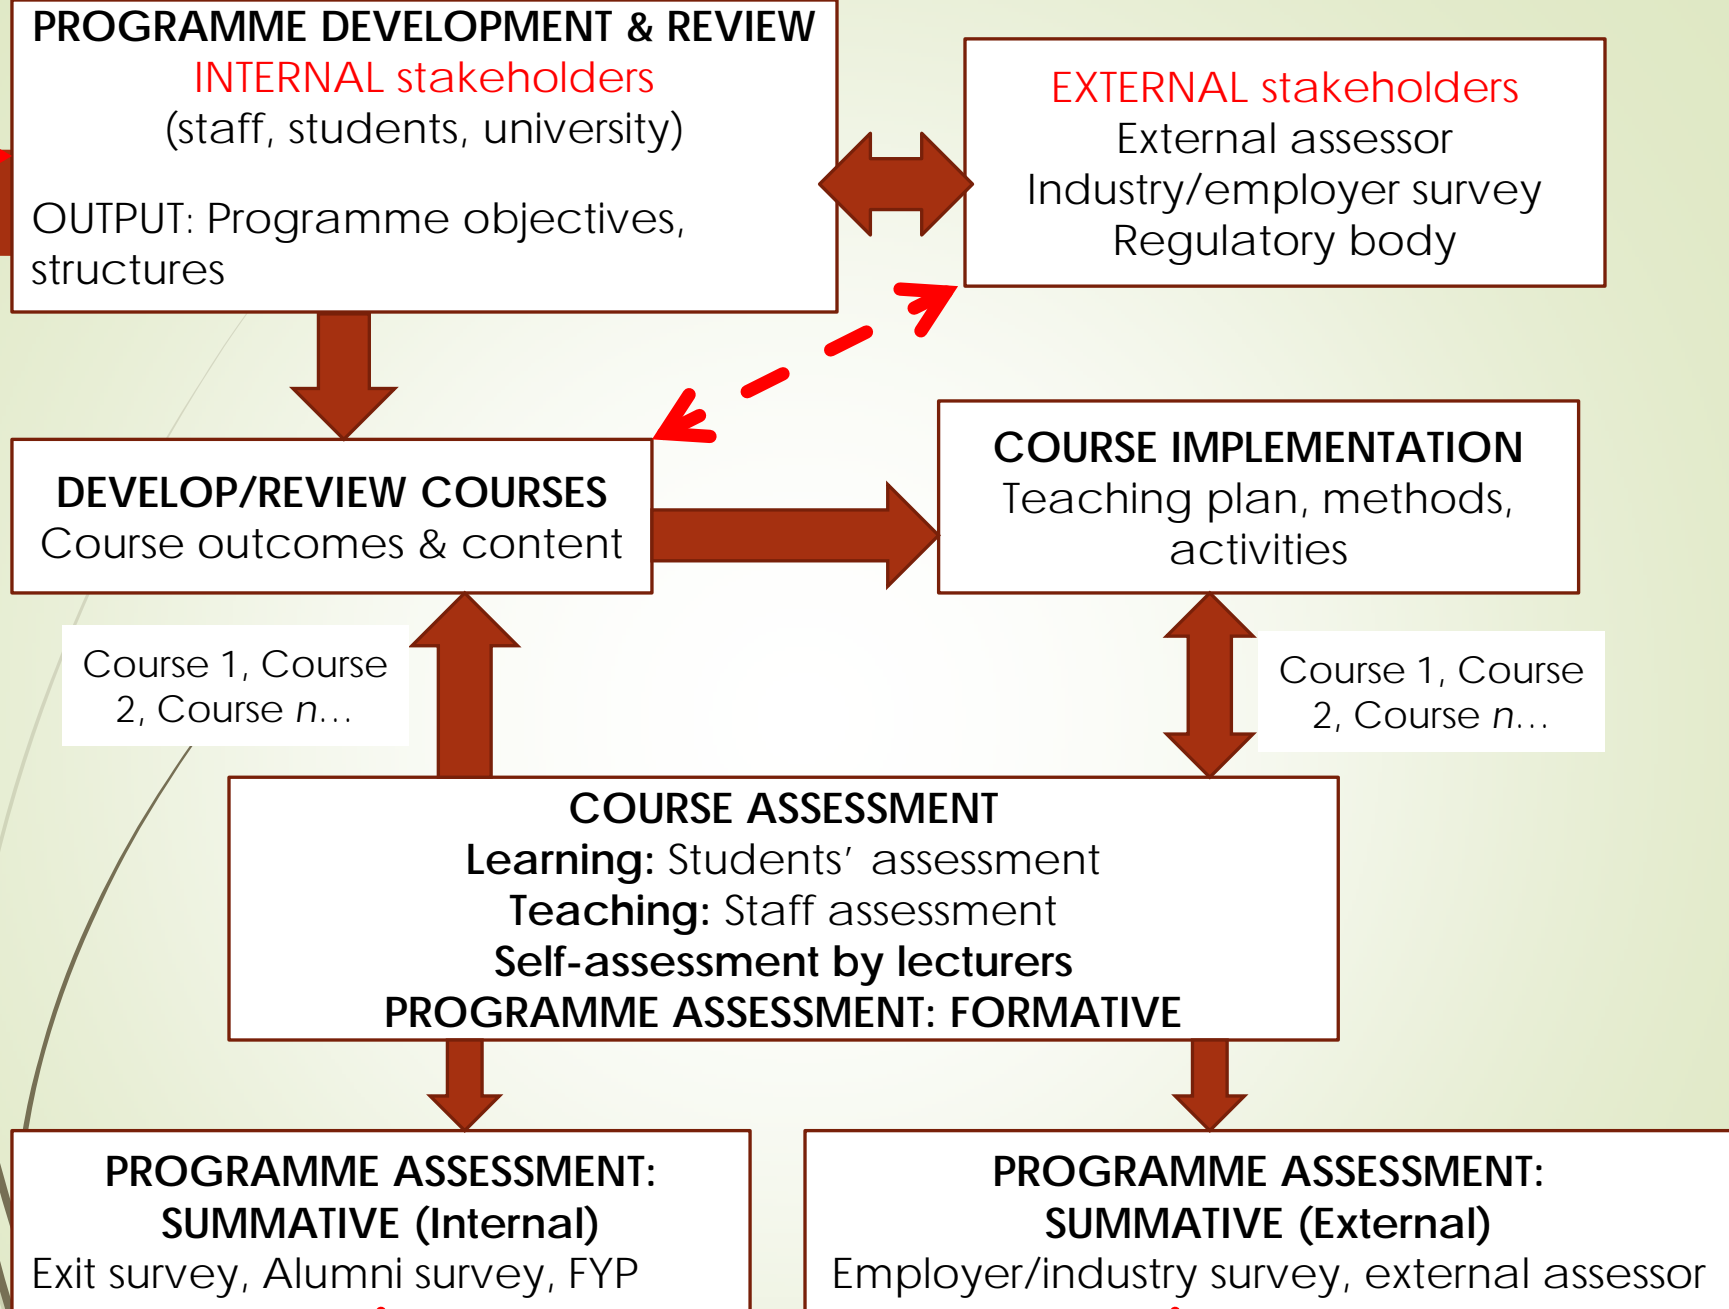 PROGRAMME DEVELOPMENT & REVIEW
INTERNAL stakeholders
(staff, students, university)
OUTPUT: Programme objectives,
structures
EXTERNAL stakeholders
External assessor
Industry/employer survey
Regulatory body
DEVELOP/REVIEW COURSES
Course outcomes & content
COURSE IMPLEMENTATION
Teaching plan, methods,
activities
Course 1, Course
2, Course n…
Course 1, Course
2, Course n…
COURSE ASSESSMENT
Learning: Students’ assessment
Teaching: Staff assessment
Self-assessment by lecturers
PROGRAMME ASSESSMENT: FORMATIVE
PROGRAMME ASSESSMENT:
SUMMATIVE (Internal)
Exit survey, Alumni survey, FYP
PROGRAMME ASSESSMENT:
SUMMATIVE (External)
Employer/industry survey, external assessor